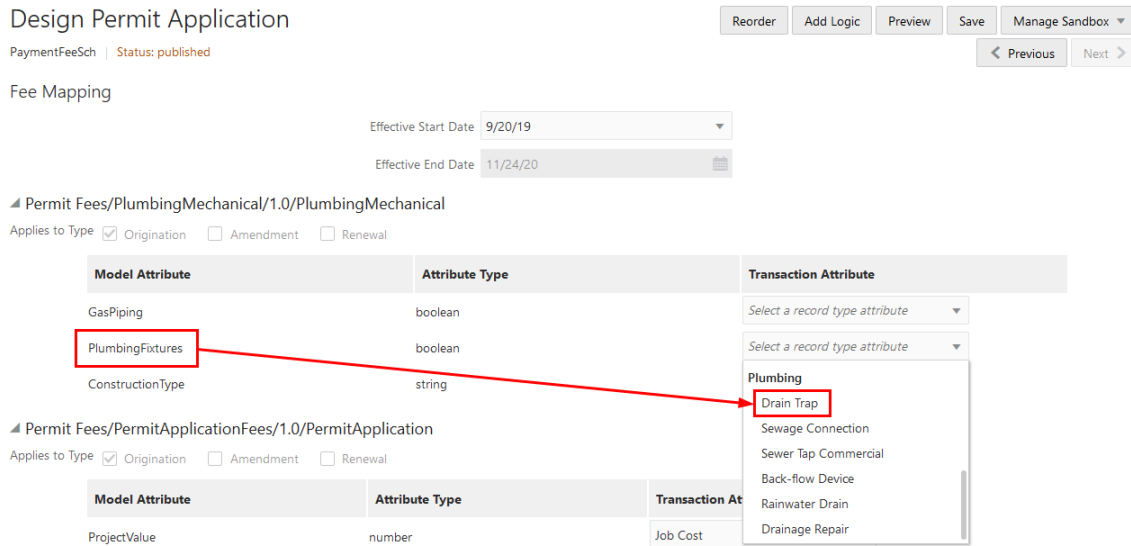 Design Permit Application
Reorder Add Logic Preview Save Manage Sandbox
PaymentFeeSch Status: published
Previous Next
Fee Mapping
Effective Start Date 9/20/19
Effective End Date 11/24/20
Permit Fees/PlumbingMechanical/1.0/PlumbingMechanical
Applies to Type Origination Amendment Renewal
Model Attribute Attribute Type Transaction Attribute
GasPiping boolean Select a record type attribute
PlumbingFixtures boolean Select a record type attribute
ConstructionType string
Plumbing
Drain Trap
Sewage Connection
Sewer Tap Commercial
Back-flow Device
Rainwater Drain
Drainage Repair
Permit Fees/PermitApplicationFees/1.0/PermitApplication
Applies to Type Origination Amendment Renewal
Model Attribute Attribute Type Transaction At
ProjectValue number Job Cost